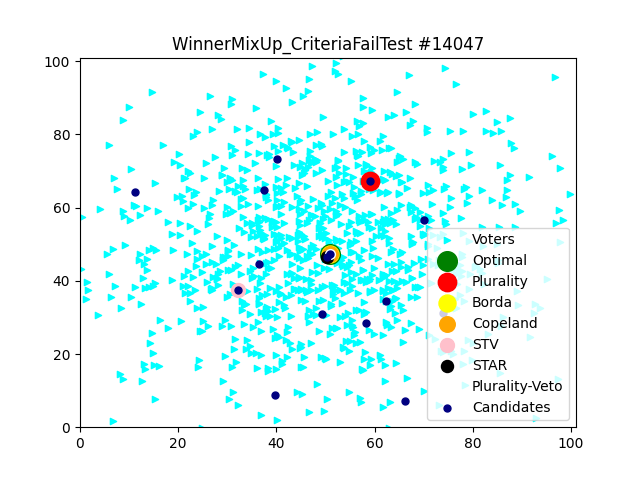 WinnerMixUp_CriteriaFailTest #14047
100
80
60
40
20
0
0
20
40
60
80
100
Voters
Optimal
Plurality
Borda
Copeland
STV
STAR
Plurality-Veto
Candidates